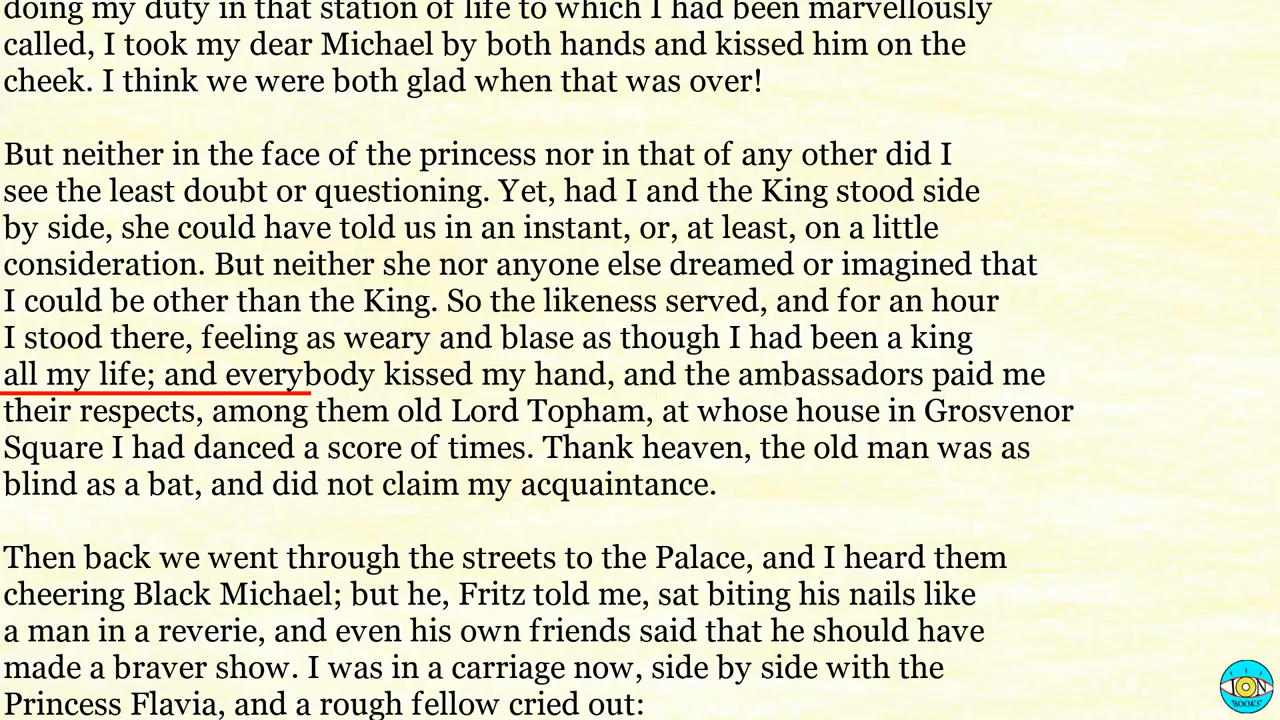 doing my duty in that station of life to which I had been marvellously
called, I took my dear Michael by both hands and kissed him on the
cheek. I think we were both glad when that was over!
But neither in the face of the princess nor in that of any other did I
see the least doubt or questioning. Yet, had I and the King stood side
by side, she could have told us in an instant, or, at least, on a little
consideration. But neither she nor anyone else dreamed or imagined that
I could be other than the King. So the likeness served, and for an hour
I stood there, feeling as weary and blase as though I had been a king
all my life; and everybody kissed my hand, and the ambassadors paid me
their respects, among them old Lord Topham, at whose house in Grosvenor
Square I had danced a score of times. Thank heaven, the old man was as
blind as a bat, and did not claim my acquaintance.
Then back we went through the streets to the Palace, and I heard them
cheering Black Michael; but he, Fritz told me, sat biting his nails like
a man in a reverie, and even his own friends said that he should have
made a braver show. I was in a carriage now, side by side with the
Princess Flavia, and a rough fellow cried out:
ION
BOOKS